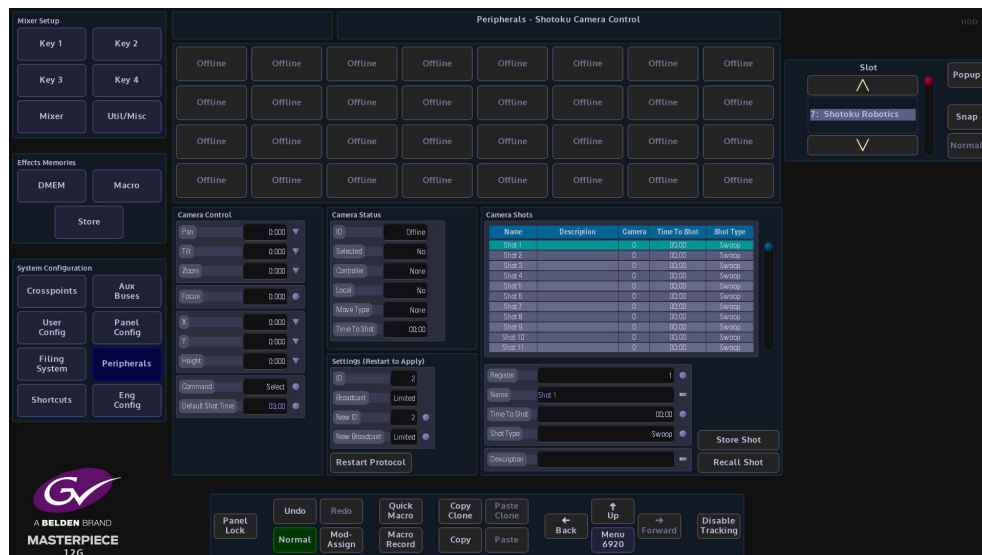 Mixer Setup
Key 1
Key 2
Key 3
Key 4
Mixer
Util/Misc
Effects Memories
DMEM
Macro
Store
System Configuration
Crosspoints
Aux
Buses
User
Config
Panel
Config
Filing
System
Peripherals
Shortcuts
Eng
Config
GV
A BELDEN BRAND
MASTERPIECE
12G
Peripherals - Shotoku Camera Control
HDD
Offline Offline Offline Offline Offline Offline Offline Offline
Offline Offline Offline Offline Offline Offline Offline Offline
Offline Offline Offline Offline Offline Offline Offline Offline
Offline Offline Offline Offline Offline Offline Offline Offline
Slot
7: Shotoku Robotics
Popup
Snap
Normal
Camera Control
Pan 0.000
Tilt 0.000
Zoom 0.000
Focus 0.000
X 0.000
Y 0.000
Height 0.000
Command Select
Default Shot Time 03:00
Camera Status
ID Offline
Selected No
Controller None
Local No
Move Type None
Time To Shot 00:00
Settings (Restart to Apply)
ID 2
Broadcast Limited
New ID 2
New Broadcast Limited
Restart Protocol
Camera Shots
Name Description Camera Time To Shot Shot Type
Shot 1 0 00:00 Swoop
Shot 2 0 00:00 Swoop
Shot 3 0 00:00 Swoop
Shot 4 0 00:00 Swoop
Shot 5 0 00:00 Swoop
Shot 6 0 00:00 Swoop
Shot 7 0 00:00 Swoop
Shot 8 0 00:00 Swoop
Shot 9 0 00:00 Swoop
Shot 10 0 00:00 Swoop
Shot 11 0 00:00 Swoop
Register 1
Name Shot 1
Time To Shot 00:00
Shot Type Swoop
Description
Store Shot
Recall Shot
Panel
Lock
Undo
Redo
Normal
Mod-
Assign
Quick
Macro
Macro
Record
Copy
Clone
Paste
Clone
Copy
Paste
Back
Up
Menu
6920
Forward
Disable
Tracking